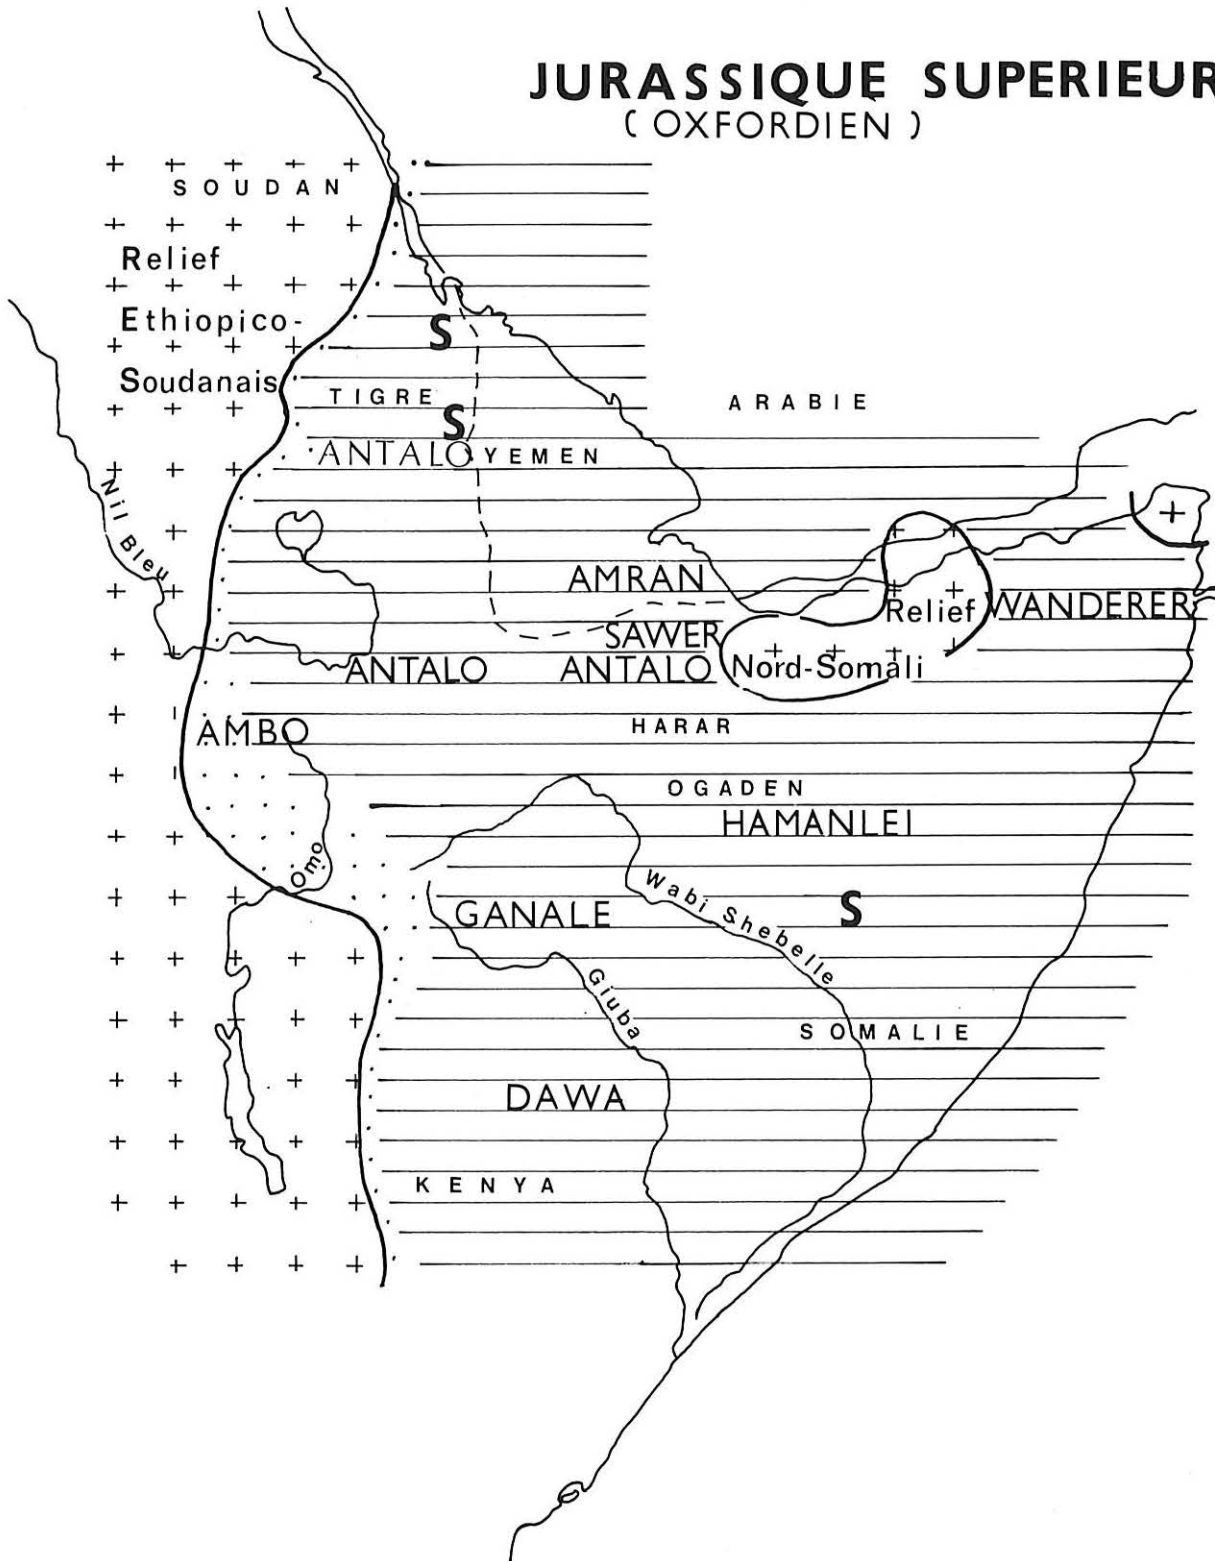 JURASSIQUE SUPERIEUR
( OXFORDIEN )
SOUDAN
Relief
Ethiopico-
Soudanais
S
TIGRE
ARABIE
S
ANTALO YEMEN
Nil Bleu
AMRAN
Relief WANDERER
SAWER
ANTALO ANTALO Nord-Somali
AMBO HARAR
OGADEN
HAMANLEI
Omo
Wabi Shebelle
S
GANALE
Giuba
SOMALIE
DAWA
KENYA